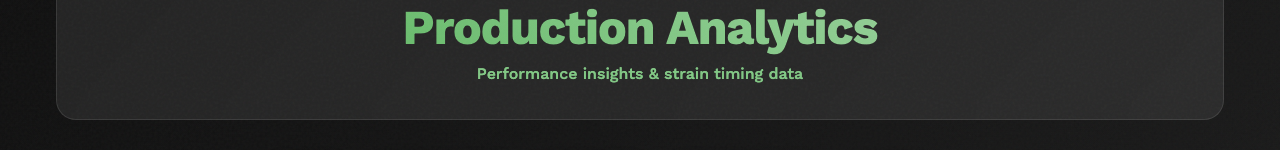 Production Analytics
Performance insights & strain timing data